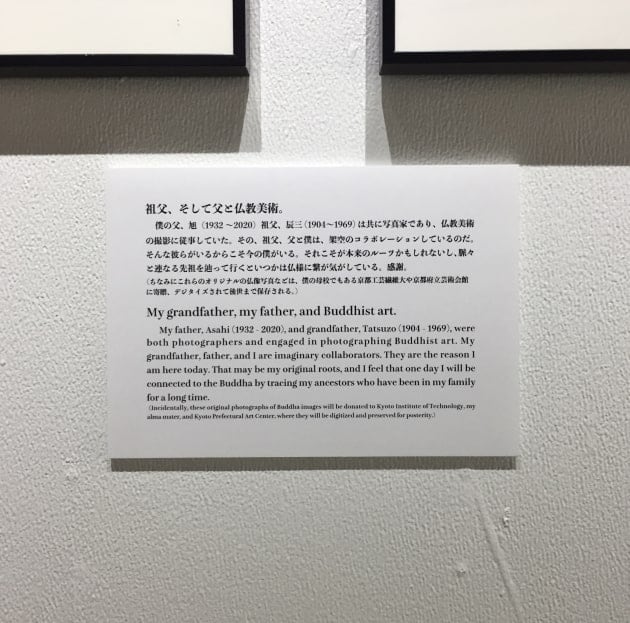 祖父、そして父と仏教美術。
僕の父、旭（1932～2020）祖父、辰三（1904～1969）は共に写真家であり、仏教美術
の撮影に従事していた。その、祖父、父と僕は、架空のコラボレーションしているのだ。
そんな彼らがいるからこそ今の僕がいる。それこそが本来のルーツかもしれないし、脈々
と連なる先祖を辿って行くといつかは仏様に繋が気がしている。感謝。
（ちなみにこれらのオリジナルの仏像写真などは、僕の母校でもある京都工芸繊維大や京都府立芸術会館
に寄贈、デジタイズされて後世まで保存される。）
My grandfather, my father, and Buddhist art.
My father, Asahi (1932 - 2020), and grandfather, Tatsuzo (1904 - 1969), were
both photographers and engaged in photographing Buddhist art. My
grandfather, father, and I are imaginary collaborators. They are the reason I
am here today. That may be my original roots, and I feel that one day I will be
connected to the Buddha by tracing my ancestors who have been in my family
for a long time.
(Incidentally, these original photographs of Buddha images will be donated to Kyoto Institute of Technology, my
alma mater, and Kyoto Prefectural Art Center, where they will be digitized and preserved for posterity.)